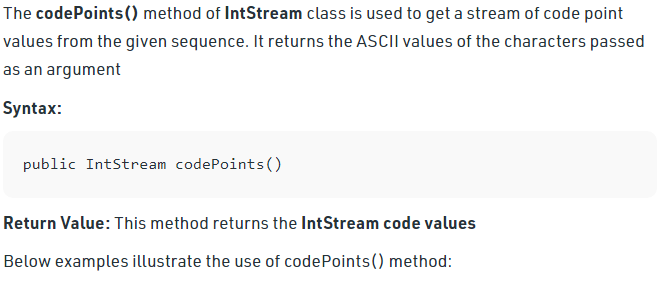 The codePoints() method of IntStream class is used to get a stream of code point
values from the given sequence. It returns the ASCII values of the characters passed
as an argument
Syntax:
public IntStream codePoints()
Return Value: This method returns the IntStream code values
Below examples illustrate the use of codePoints() method: